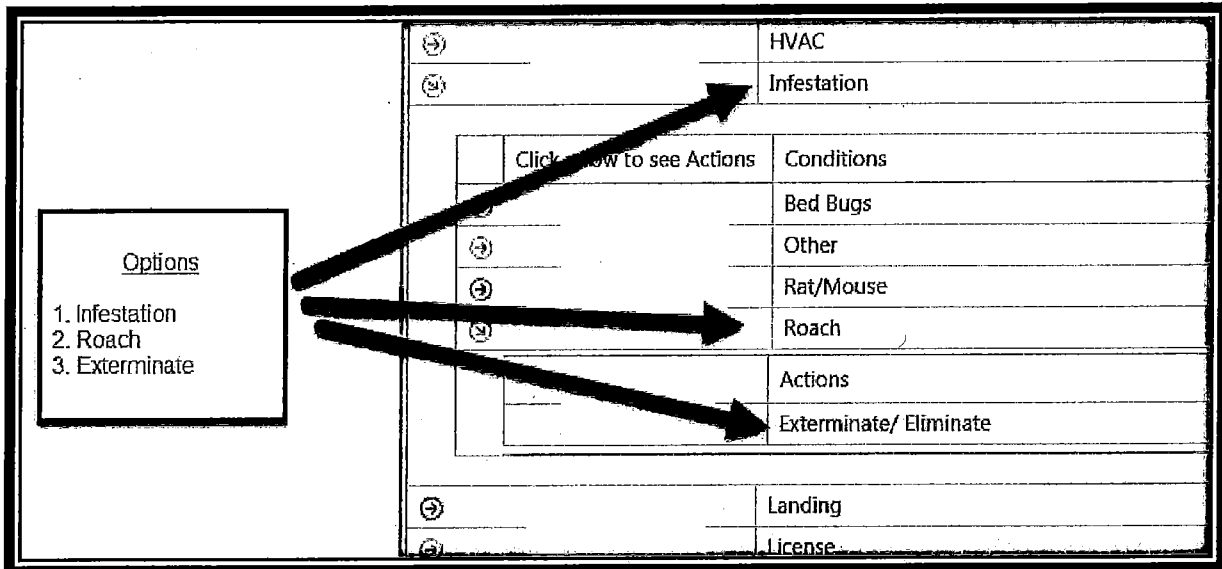 Options
1. Infestation
2. Roach
3. Exterminate
HVAC
Infestation
Click to see Actions
Conditions
Bed Bugs
Other
Rat/Mouse
Roach
Actions
Exterminate/ Eliminate
Landing
License